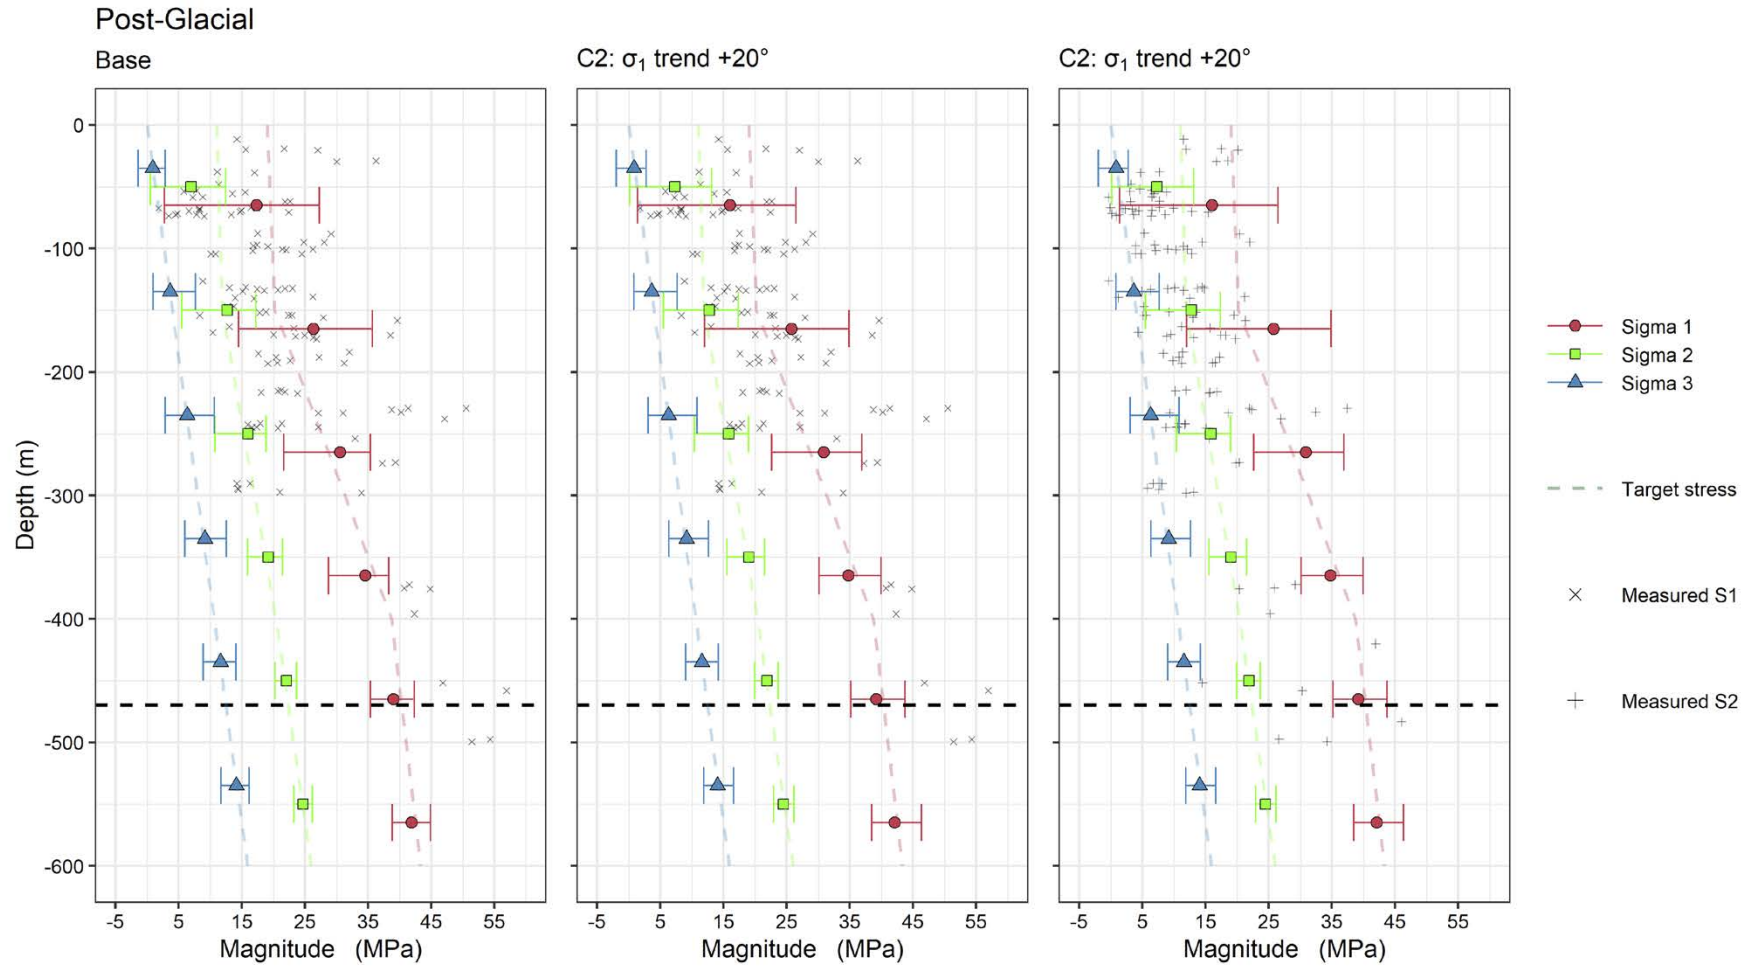 Post-Glacial
Base
C2: σ1 trend +20°
C2: σ1 trend +20°
Depth (m)
0
-100
-200
-300
-400
-500
-600
-5 5 15 25 35 45 55
-5 5 15 25 35 45 55
-5 5 15 25 35 45 55
Magnitude (MPa)
Magnitude (MPa)
Magnitude (MPa)
Sigma 1
Sigma 2
Sigma 3
Target stress
Measured S1
Measured S2